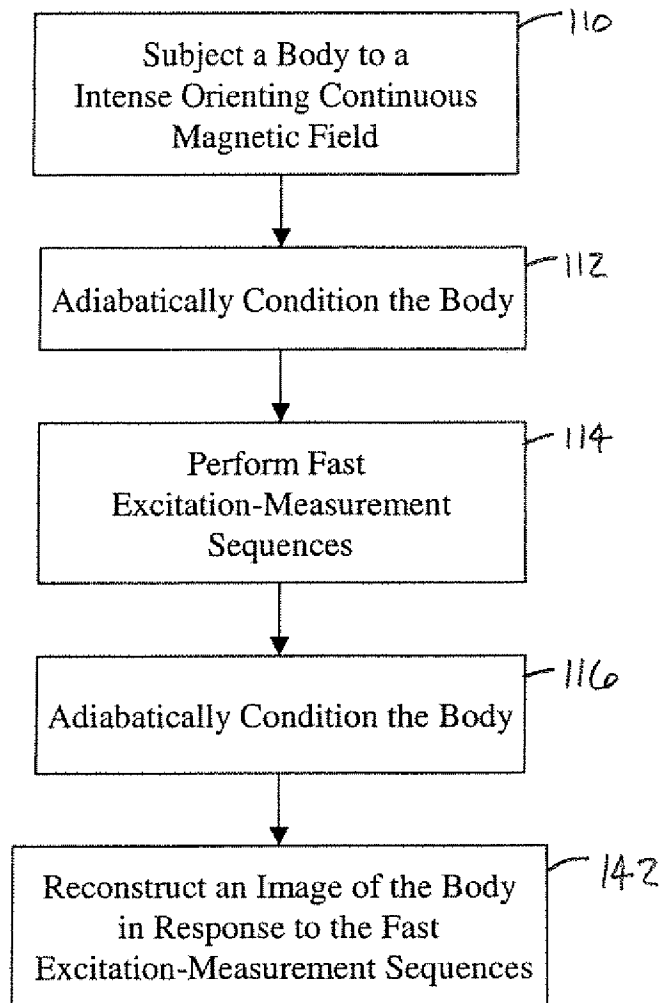 110
Subject a Body to a
Intense Orienting Continuous
Magnetic Field
112
Adiabatically Condition the Body
114
Perform Fast
Excitation-Measurement
Sequences
116
Adiabatically Condition the Body
142
Reconstruct an Image of the Body
in Response to the Fast
Excitation-Measurement Sequences